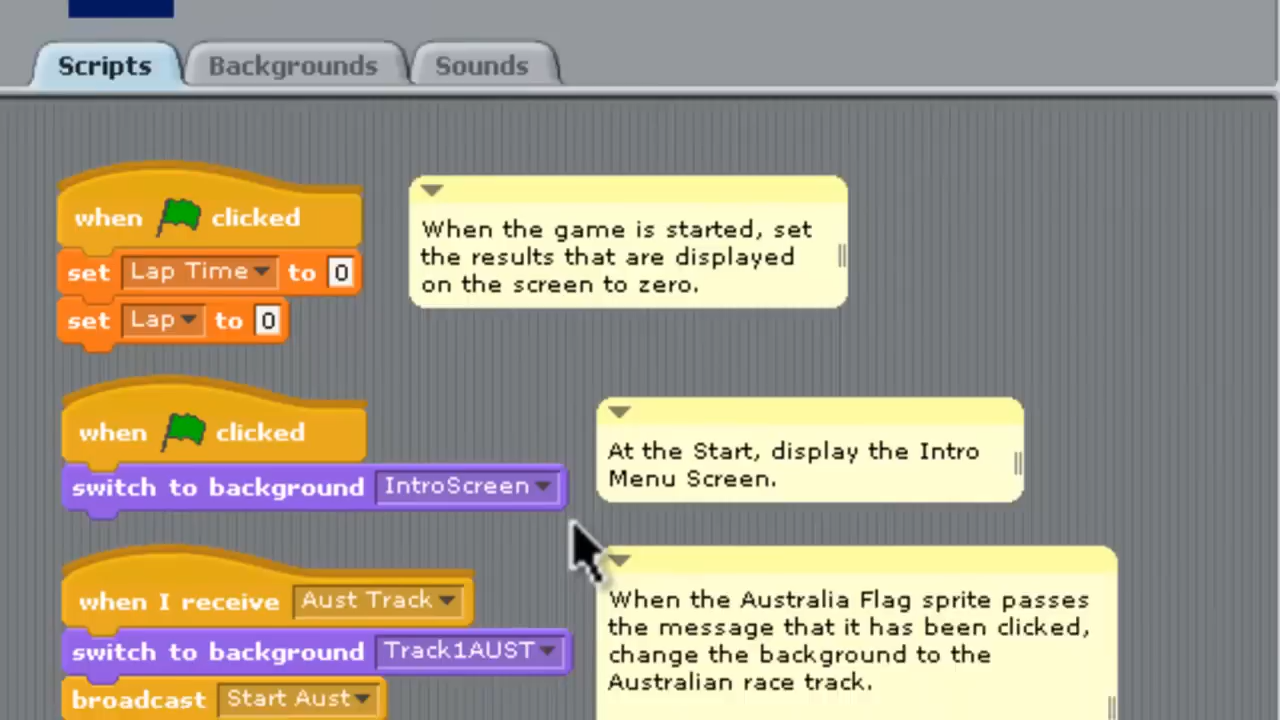 Scripts Backgrounds Sounds
when clicked
set Lap Time to 0
set Lap to 0
When the game is started, set
the results that are displayed
on the screen to zero.
when clicked
switch to background IntroScreen
At the Start, display the Intro
Menu Screen.
when I receive Aust Track
switch to background Track1AUST
broadcast Start Aust
When the Australia Flag sprite passes
the message that it has been clicked,
change the background to the
Australian race track.